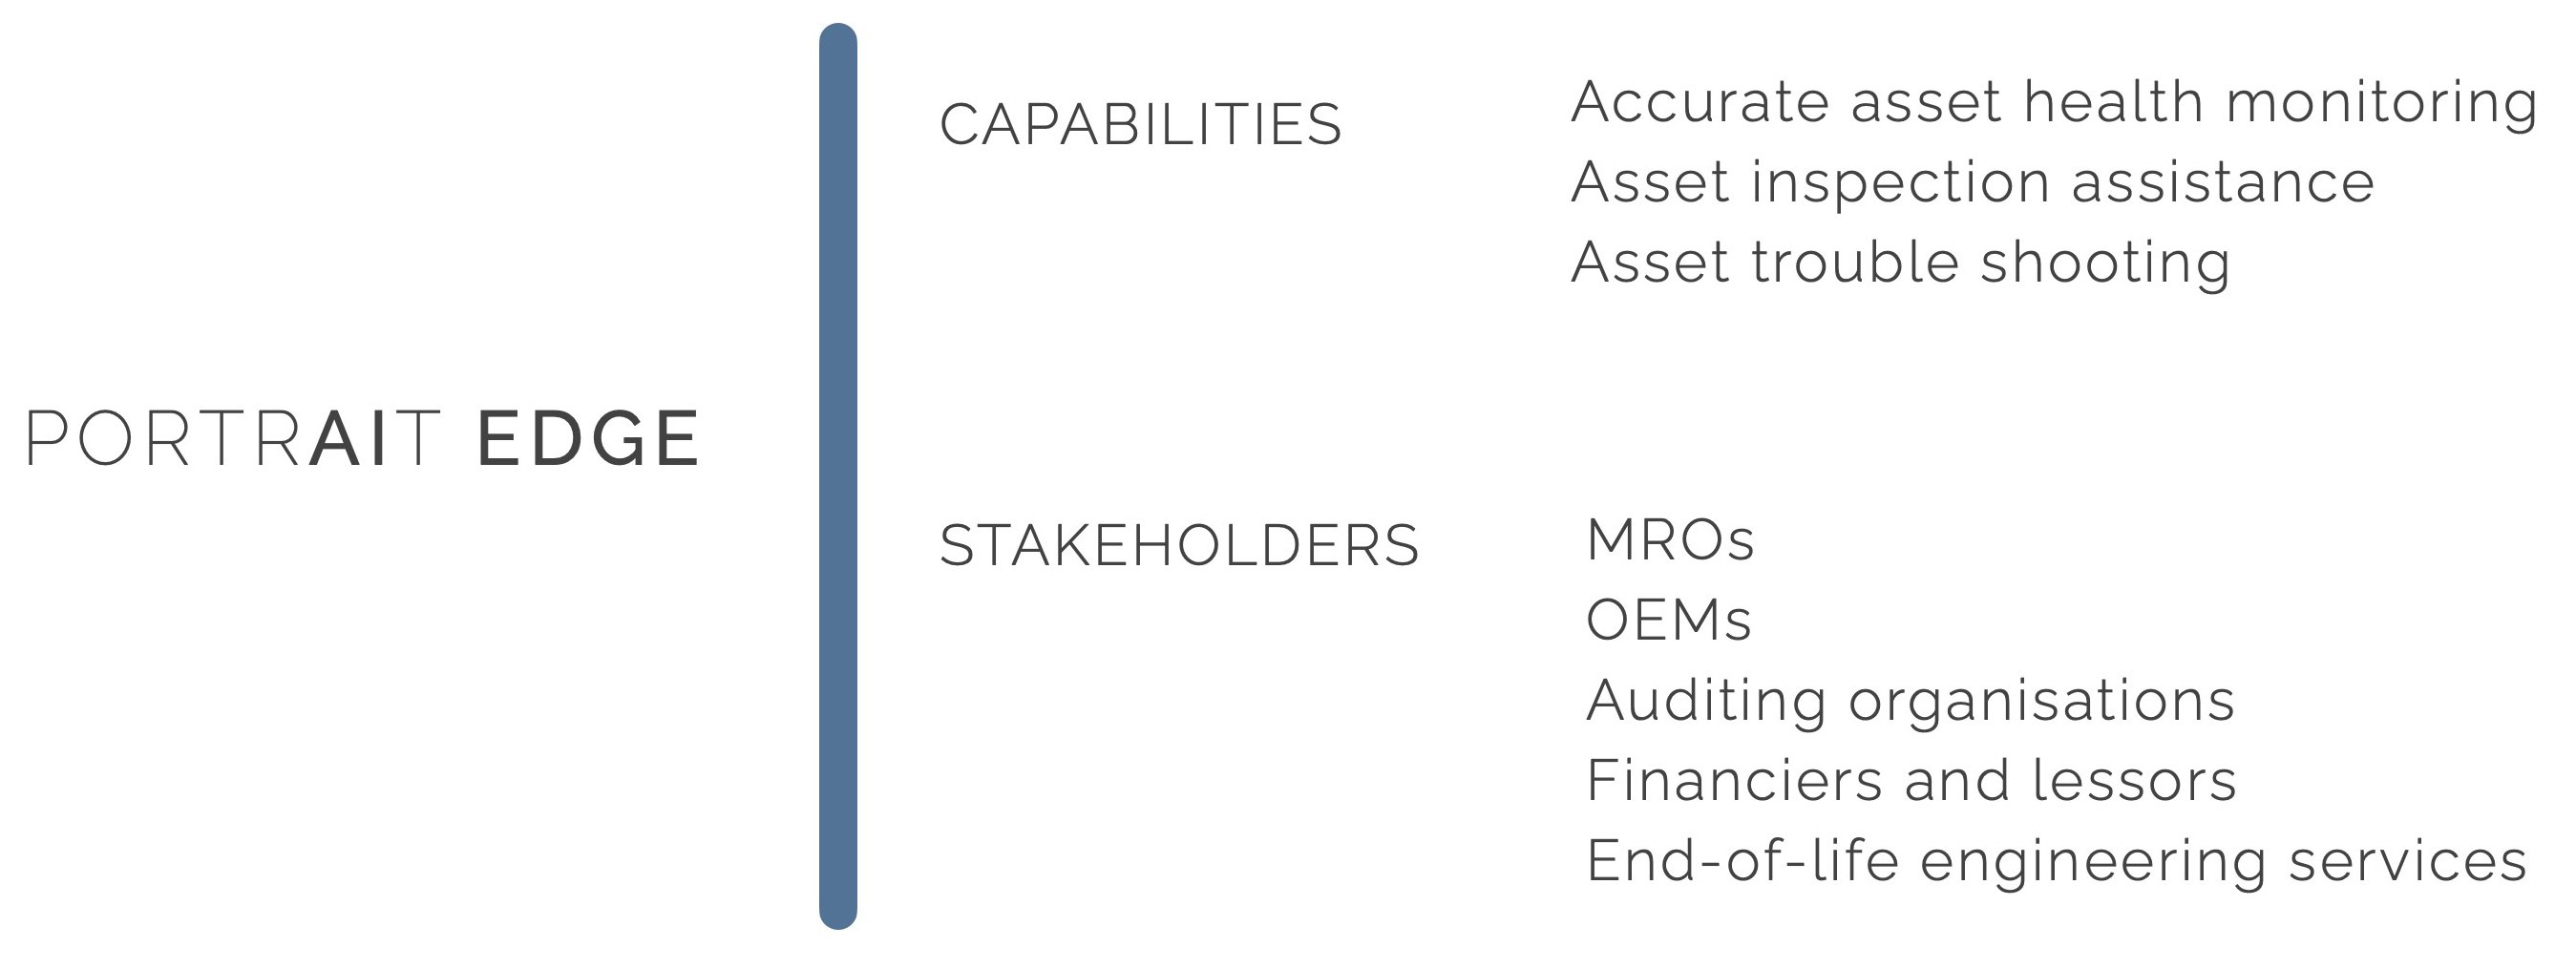 PORTRAIT EDGE
CAPABILITIES
Accurate asset health monitoring
Asset inspection assistance
Asset trouble shooting
STAKEHOLDERS
MROs
OEMs
Auditing organisations
Financiers and lessors
End-of-life engineering services